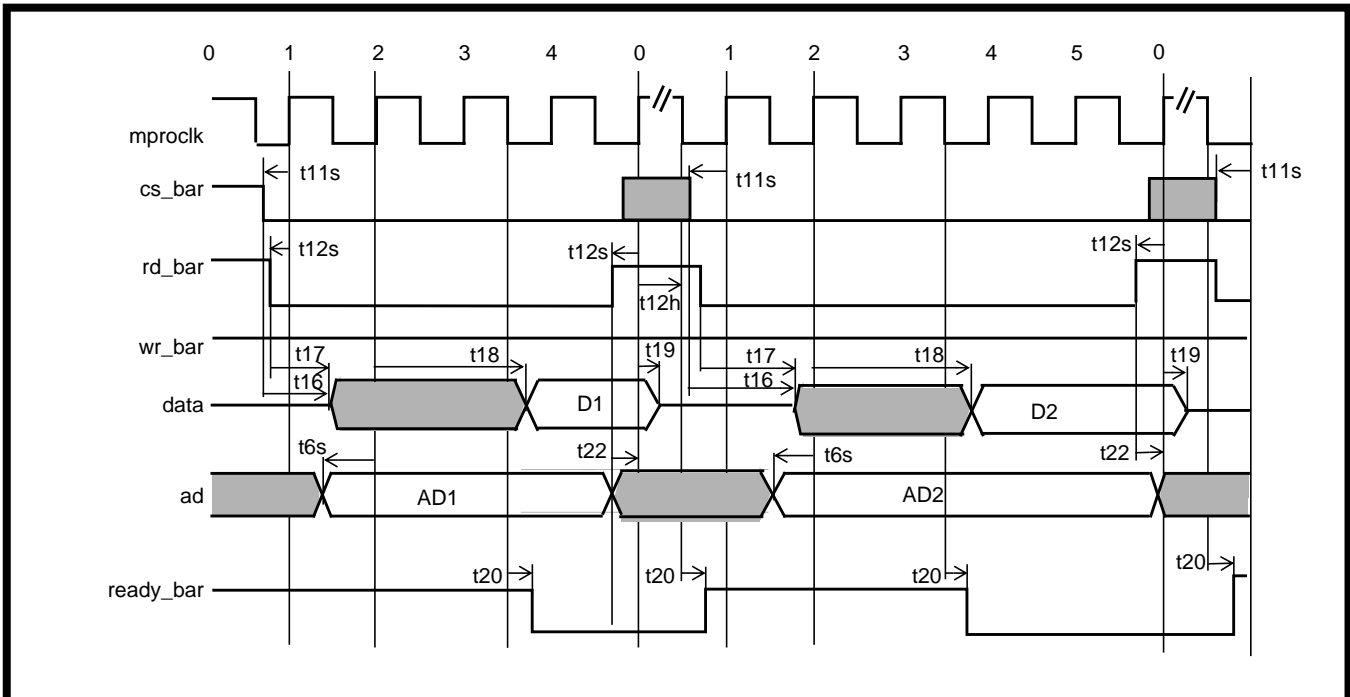 0 1 2 3 4 0 1 2 3 4 5 0
mproclk
t11s t11s t11s
cs_bar
t12s t12s t12s
rd_bar
t12h
wr_bar
t17 t18 t19 t17 t18 t19
t16 t16
data D1 D2
t6s t22 t6s t22
ad AD1 AD2
t20 t20 t20 t20
ready_bar